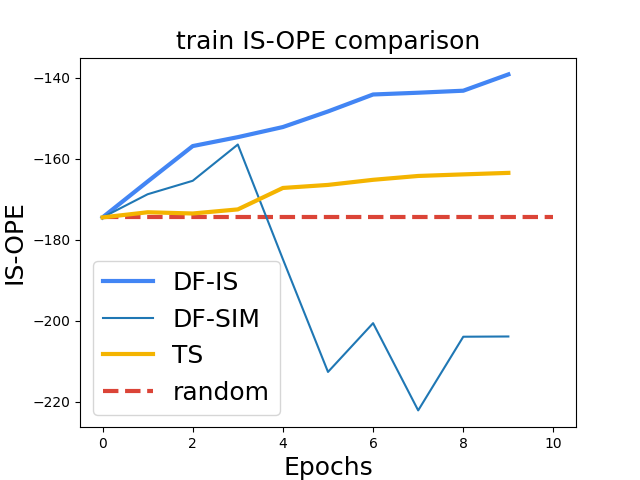 train IS-OPE comparison
IS-OPE
−140
−160
−180
−200
−220
DF-IS
DF-SIM
TS
random
0 2 4 6 8 10
Epochs